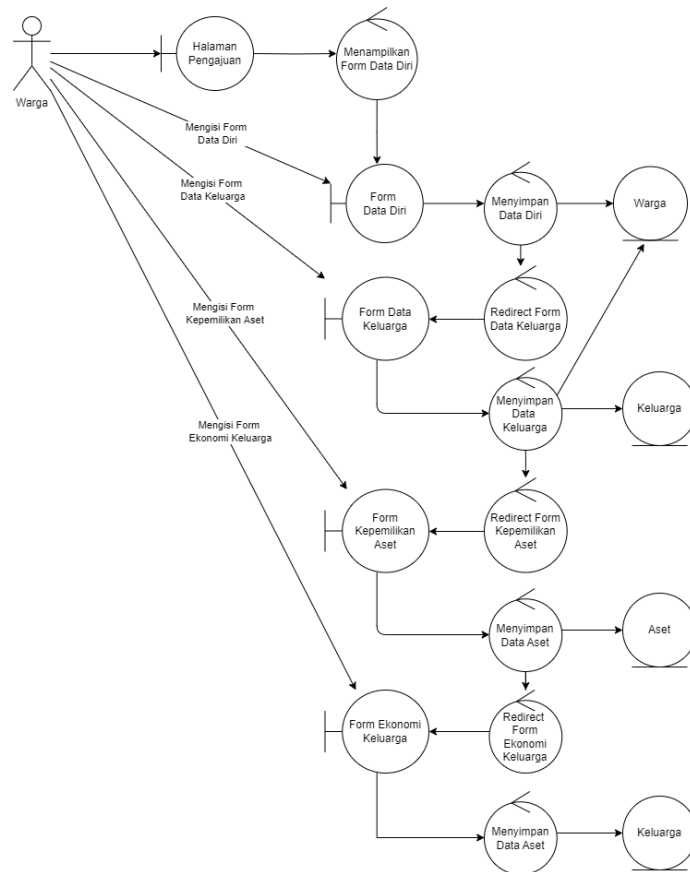 Halaman
Pengajuan
Menampilkan
Form Data Diri
Warga
Mengisi Form
Data Diri
Mengisi Form
Data Keluarga
Form
Data Diri
Menyimpan
Data Diri
Warga
Mengisi Form
Kepemilikan Aset
Form Data
Keluarga
Redirect Form
Data Keluarga
Menyimpan
Data
Keluarga
Keluarga
Mengisi Form
Ekonomi Keluarga
Form
Kepemilikan
Aset
Redirect Form
Kepemilikan
Aset
Menyimpan
Data Aset
Aset
Form Ekonomi
Keluarga
Redirect
Form
Ekonomi
Keluarga
Menyimpan
Data Aset
Keluarga